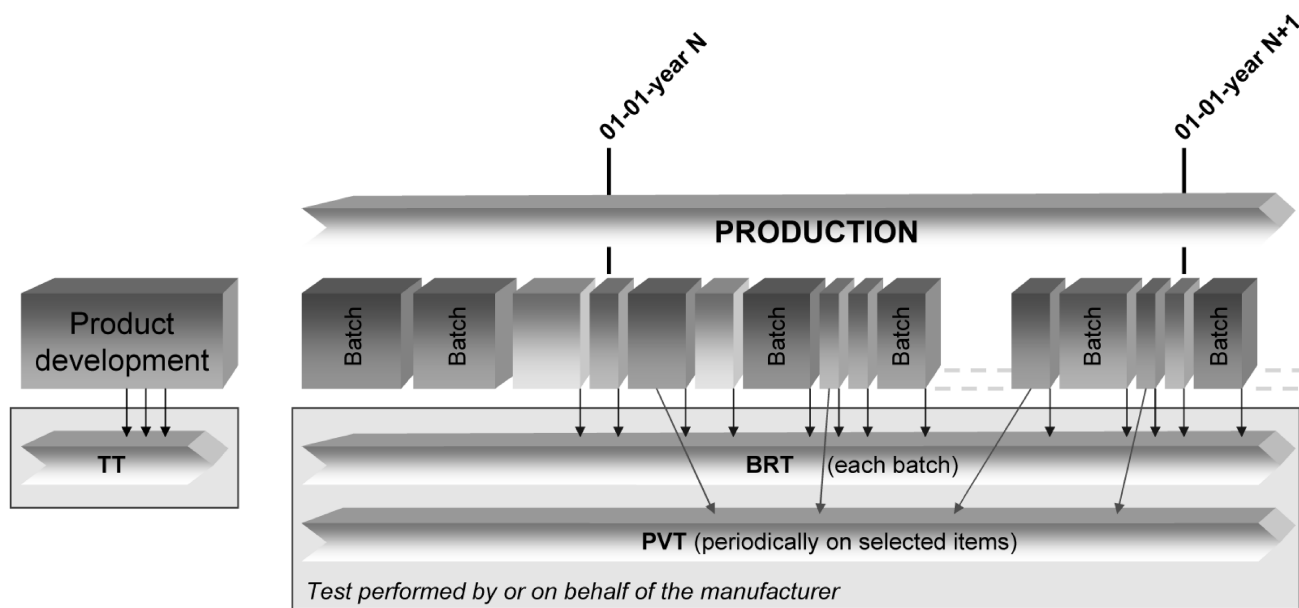 01-01-year N
01-01-year N+1
PRODUCTION
Product
development
Batch
Batch
Batch
Batch
Batch
Batch
TT
BRT (each batch)
PVT (periodically on selected items)
Test performed by or on behalf of the manufacturer